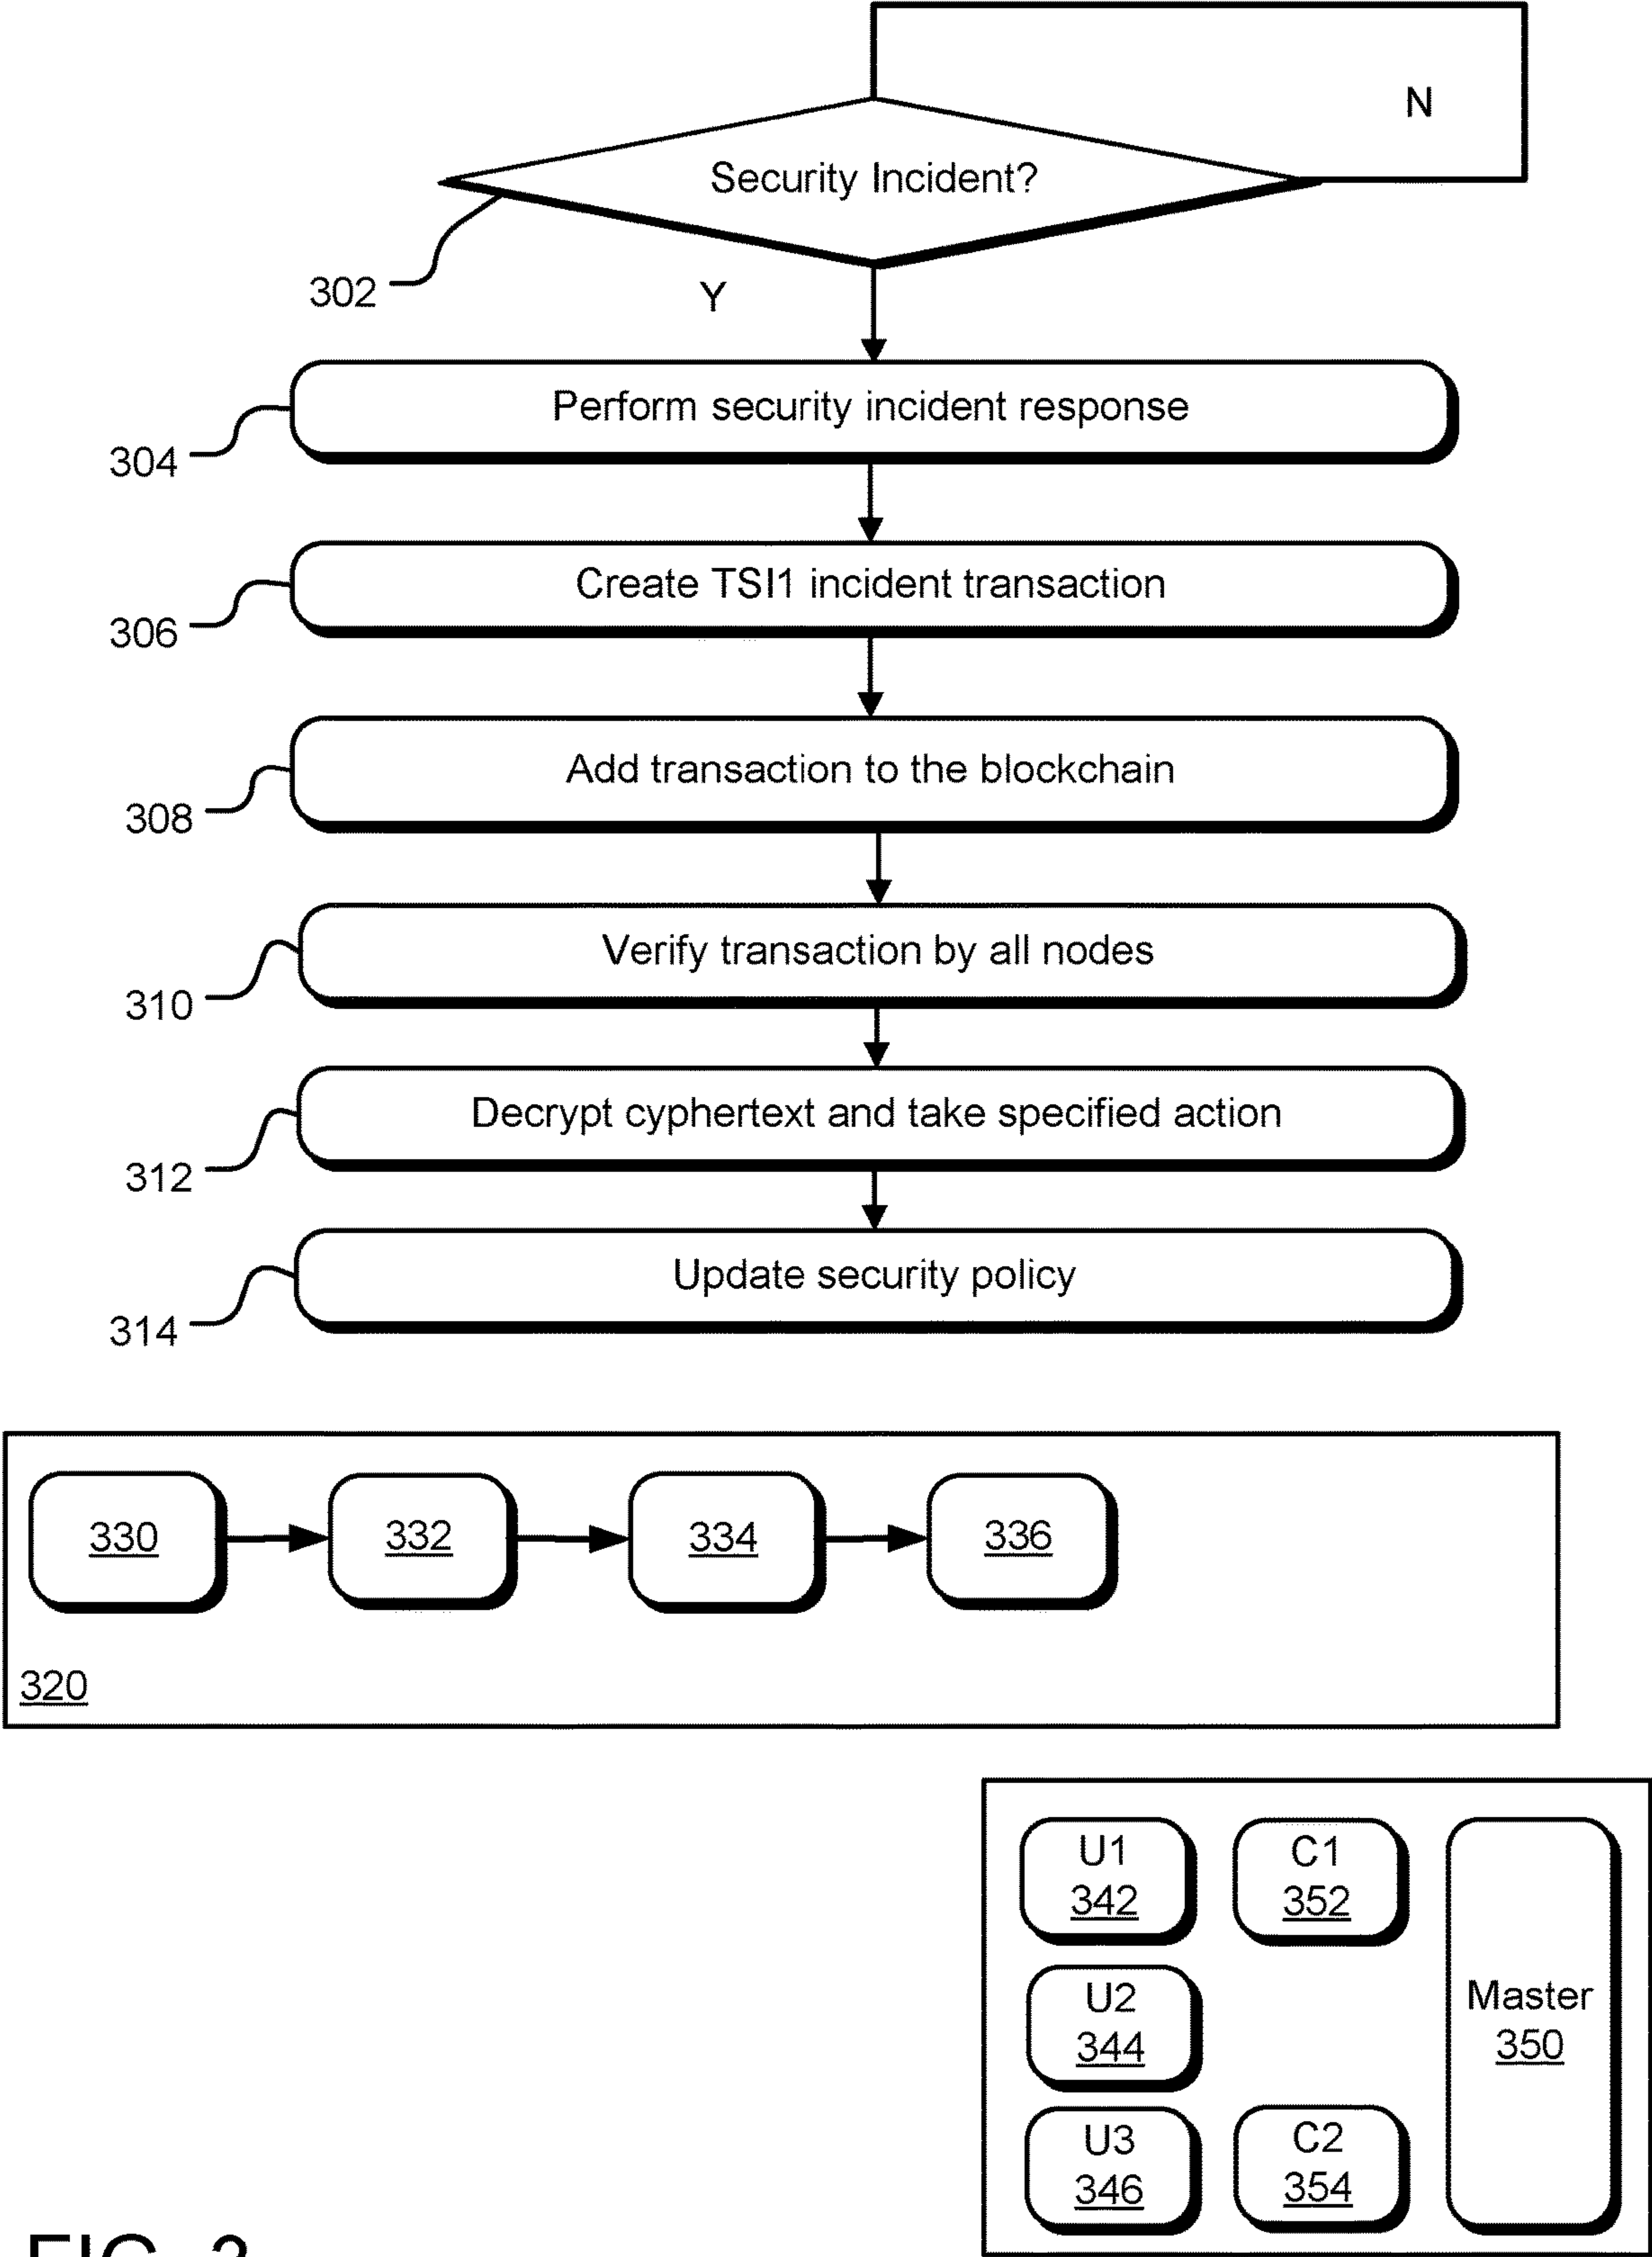 N
Security Incident?
302
Y
Perform security incident response
304
Create TSI1 incident transaction
306
Add transaction to the blockchain
308
Verify transaction by all nodes
310
Decrypt cyphertext and take specified action
312
Update security policy
314
330
332
334
336
320
U1
342
C1
352
U2
344
Master
350
U3
346
C2
354